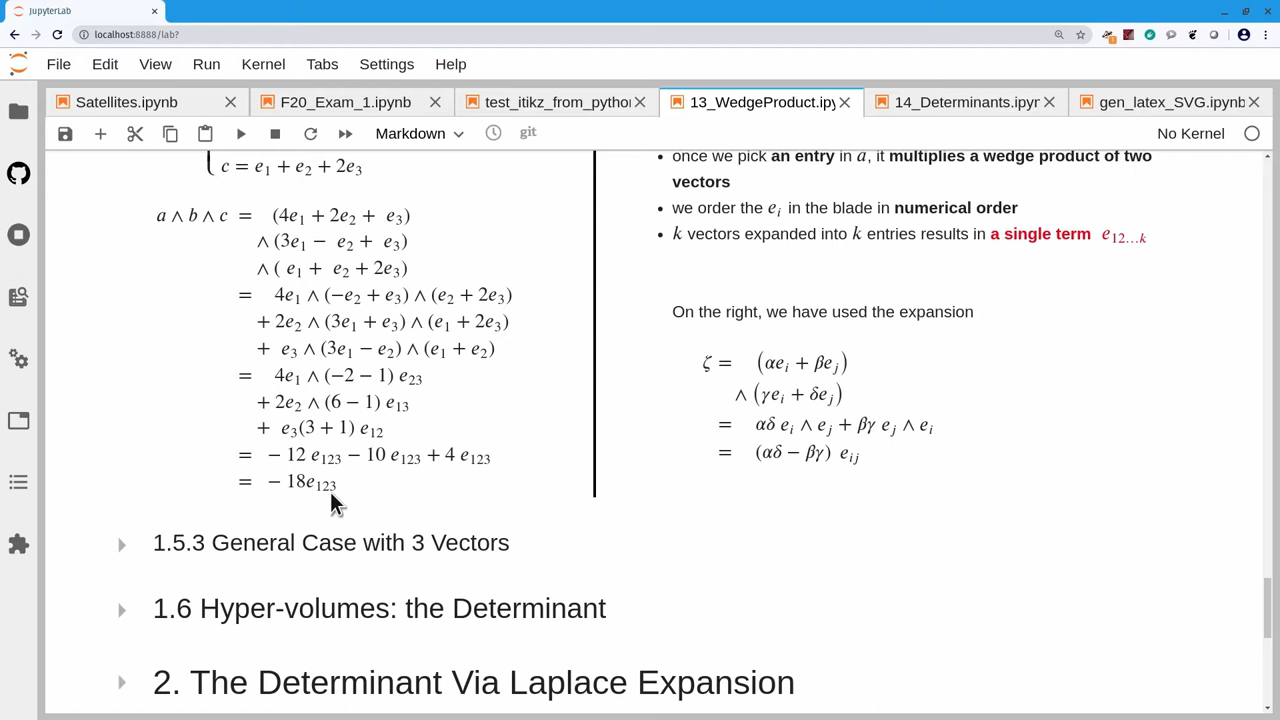 JupyterLab
localhost:8888/lab?
File Edit View Run Kernel Tabs Settings Help
Satellites.ipynb F20_Exam_1.ipynb test_itikz_from_pytho 13_WedgeProduct.ipy 14_Determinants.ipyn gen_latex_SVG.ipynb
Markdown git No Kernel
c = e₁ + e₂ + 2e₃
a ∧ b ∧ c = (4e₁ + 2e₂ + e₃)
∧ (3e₁ − e₂ + e₃)
∧ ( e₁ + e₂ + 2e₃)
= 4e₁ ∧ (−e₂ + e₃) ∧ (e₂ + 2e₃)
+ 2e₂ ∧ (3e₁ + e₃) ∧ (e₁ + 2e₃)
+ e₃ ∧ (3e₁ − e₂) ∧ (e₁ + e₂)
= 4e₁ ∧ (−2 − 1) e₂₃
+ 2e₂ ∧ (6 − 1) e₁₃
+ e₃(3 + 1) e₁₂
= − 12 e₁₂₃ − 10 e₁₂₃ + 4 e₁₂₃
= − 18e₁₂₃
• once we pick an entry in a, it multiplies a wedge product of two
vectors
• we order the eᵢ in the blade in numerical order
• k vectors expanded into k entries results in a single term e₁₂…ₖ
On the right, we have used the expansion
ζ = (αeᵢ + βeⱼ)
∧ (γeᵢ + δeⱼ)
= αδ eᵢ ∧ eⱼ + βγ eⱼ ∧ eᵢ
= (αδ − βγ) eᵢⱼ
1.5.3 General Case with 3 Vectors
1.6 Hyper-volumes: the Determinant
2. The Determinant Via Laplace Expansion